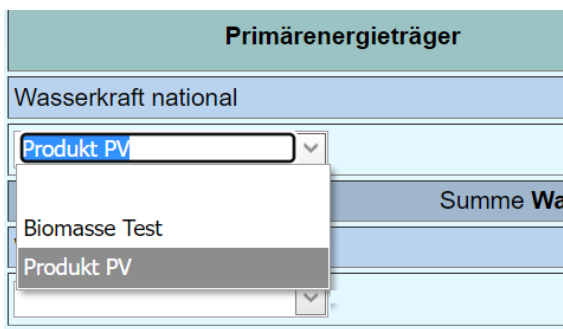 Primärenergieträger
Wasserkraft national
Produkt PV
Summe Wa
Biomasse Test
Produkt PV